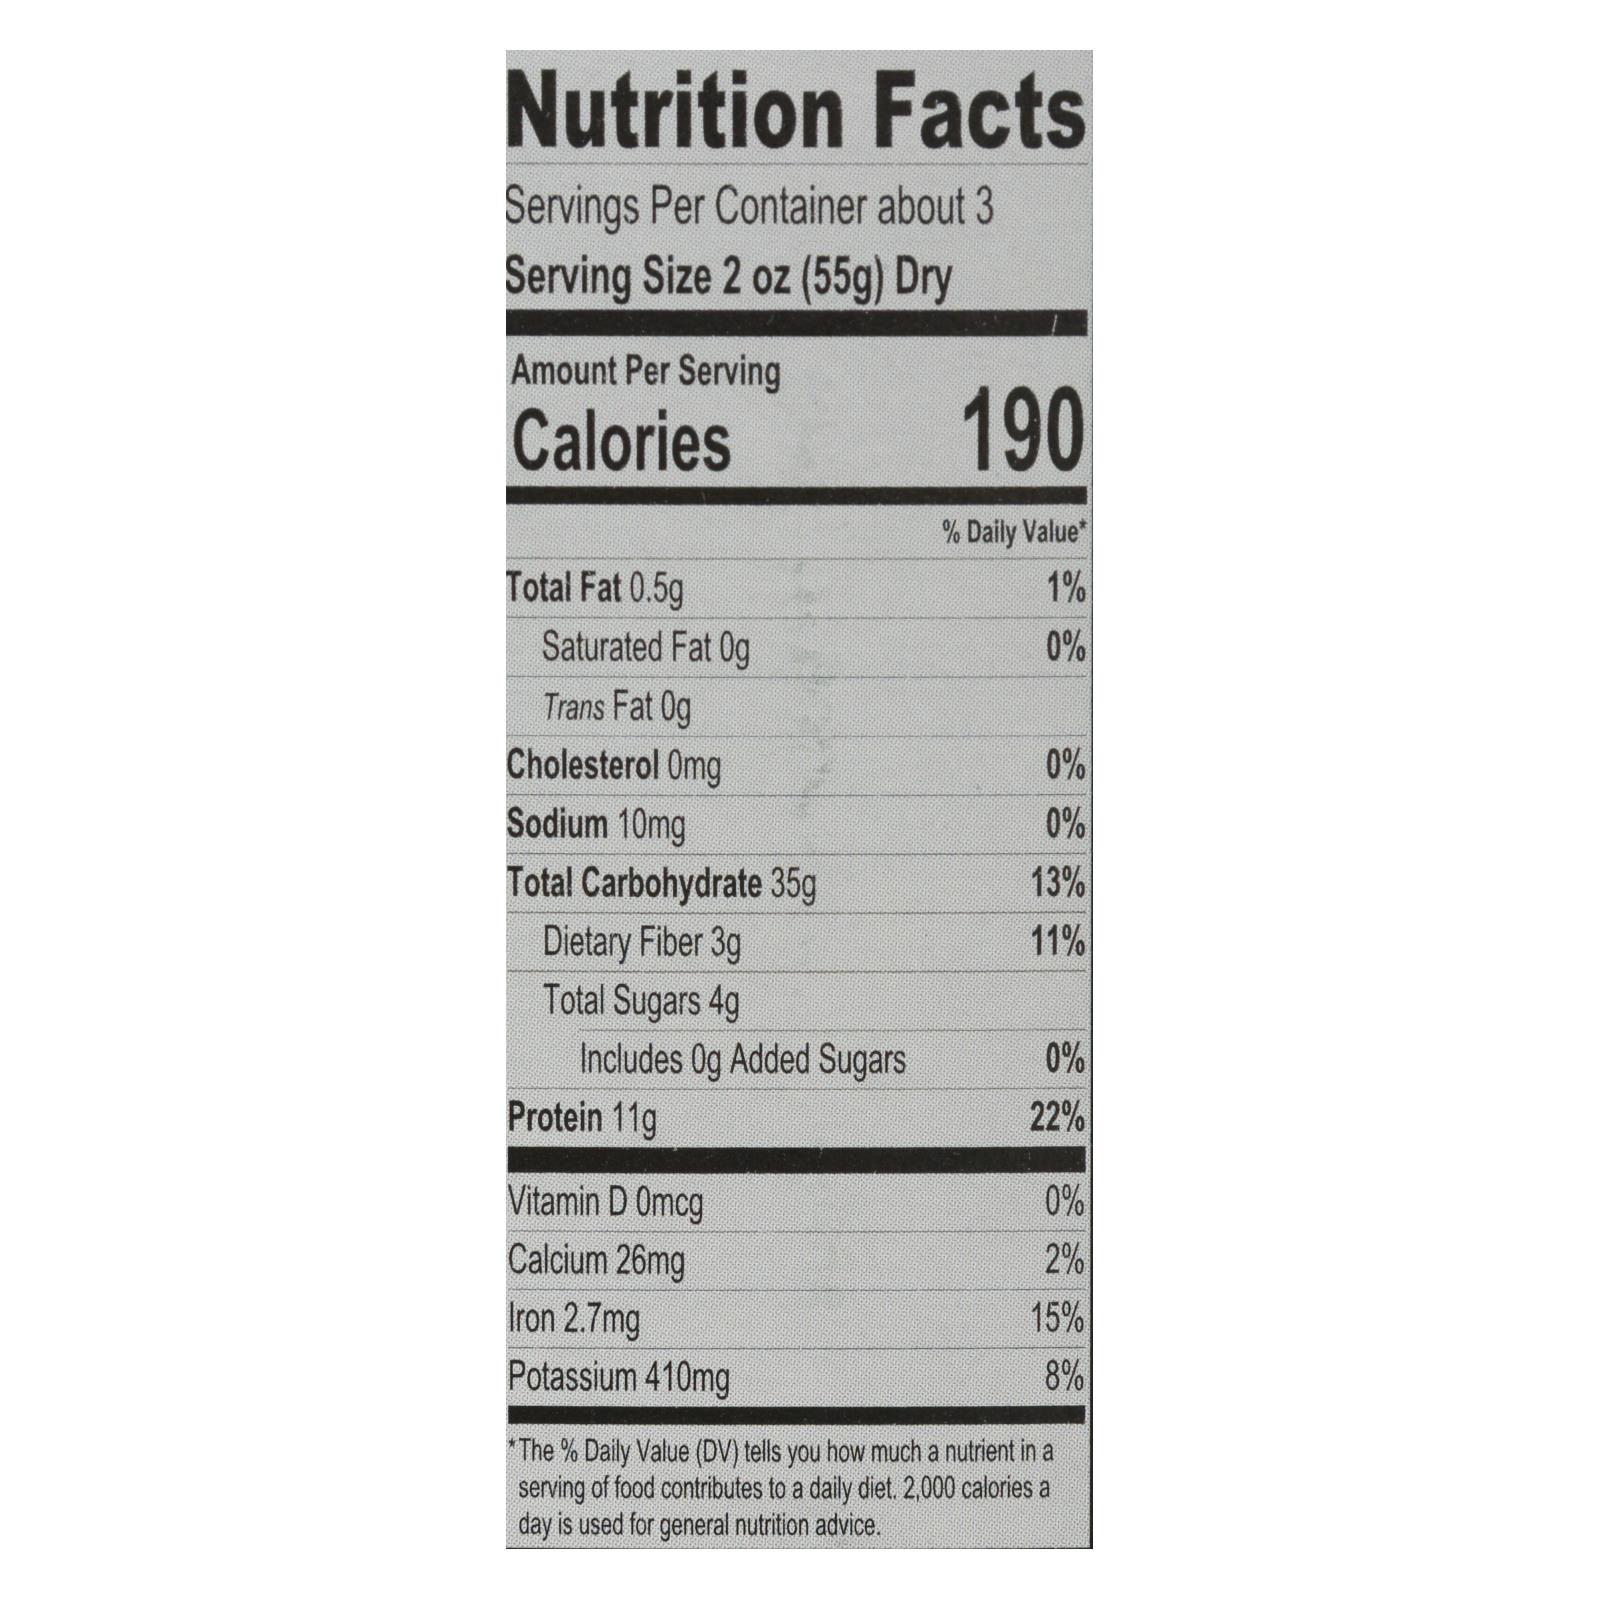 Nutrition Facts
Servings Per Container about 3
Serving Size 2 oz (55g) Dry
Amount Per Serving
Calories 190
% Daily Value*
Total Fat 0.5g 1%
Saturated Fat 0g 0%
Trans Fat 0g
Cholesterol 0mg 0%
Sodium 10mg 0%
Total Carbohydrate 35g 13%
Dietary Fiber 3g 11%
Total Sugars 4g
Includes 0g Added Sugars 0%
Protein 11g 22%
Vitamin D 0mcg 0%
Calcium 26mg 2%
Iron 2.7mg 15%
Potassium 410mg 8%
*The % Daily Value (DV) tells you how much a nutrient in a
serving of food contributes to a daily diet. 2,000 calories a
day is used for general nutrition advice.